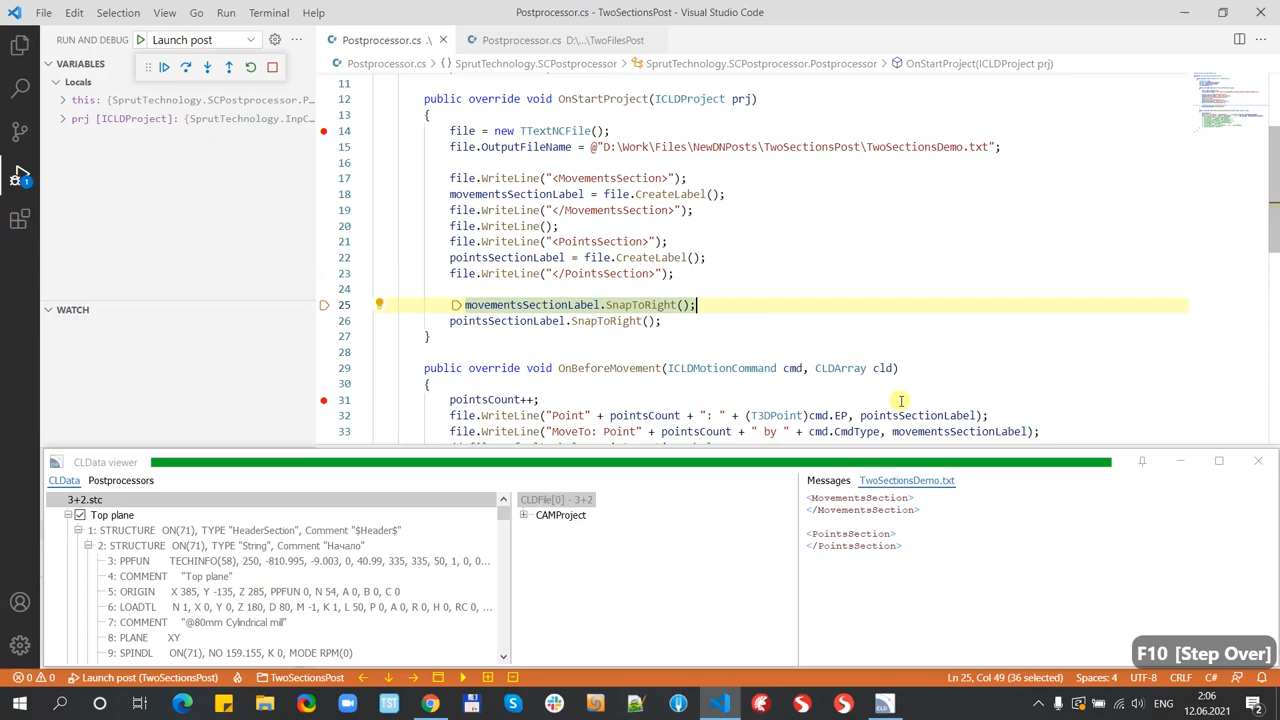 File Edit Selection View ··· Postprocessor.cs - TwoSectionsPost - Visual Studio Code
RUN AND DEBUG Launch post
Postprocessor.cs .\
Postprocessor.cs D:\...\TwoFilesPost
Postprocessor.cs > SprutTechnology.SCPostprocessor > SprutTechnology.SCPostprocessor.Postprocessor > OnStartProject(ICLDProject prj)
VARIABLES
Locals
this: {SprutTechnology.SCPostprocessor.P...
prj [ICLDProject]: {SprutTechnology.InpC...
WATCH
11
12 public override void OnStartProject(ICLDProject prj)
13 {
14 file = new TTextNCFile();
15 file.OutputFileName = @"D:\Work\Files\NewDNPosts\TwoSectionsPost\TwoSectionsDemo.txt";
16
17 file.WriteLine("<MovementsSection>");
18 movementsSectionLabel = file.CreateLabel();
19 file.WriteLine("</MovementsSection>");
20 file.WriteLine();
21 file.WriteLine("<PointsSection>");
22 pointsSectionLabel = file.CreateLabel();
23 file.WriteLine("</PointsSection>");
24
25 movementsSectionLabel.SnapToRight();
26 pointsSectionLabel.SnapToRight();
27 }
28
29 public override void OnBeforeMovement(ICLDMotionCommand cmd, CLDArray cld)
30 {
31 pointsCount++;
32 file.WriteLine("Point" + pointsCount + ": " + (T3DPoint)cmd.EP, pointsSectionLabel);
33 file.WriteLine("MoveTo: Point" + pointsCount + " by " + cmd.CmdType, movementsSectionLabel);
CLData viewer
CLData Postprocessors
3+2.stc
Top plane
1: STRUCTURE ON(71), TYPE "HeaderSection", Comment "$Header$"
2: STRUCTURE ON(71), TYPE "String", Comment "Начало"
3: PPFUN TECHINFO(58), 250, -810.995, -9.003, 0, 40.99, 335, 335, 50, 1, 0, 0...
4: COMMENT "Top plane"
5: ORIGIN X 385, Y -135, Z 285, PPFUN 0, N 54, A 0, B 0, C 0
6: LOADTL N 1, X 0, Y 0, Z 180, D 80, M -1, K 1, L 50, P 0, A 0, R 0, H 0, RC 0, ...
7: COMMENT "@80mm Cylindrical mill"
8: PLANE XY
9: SPINDL ON(71), NO 159.155, K 0, MODE RPM(0)
CLDFile[0] - 3+2
CAMProject
Messages TwoSectionsDemo.txt
<MovementsSection>
</MovementsSection>
<PointsSection>
</PointsSection>
F10 [Step Over]
0 0 Launch post (TwoSectionsPost) TwoSectionsPost
Ln 25, Col 49 (36 selected) Spaces: 4 UTF-8 CRLF C#
2:06
ENG
12.06.2021
2